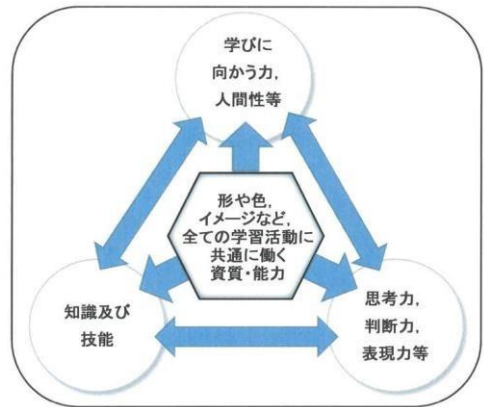 学びに
向かう力,
人間性等
形や色,
イメージなど,
全ての学習活動に
共通に働く
資質・能力
知識及び
技能
思考力,
判断力,
表現力等